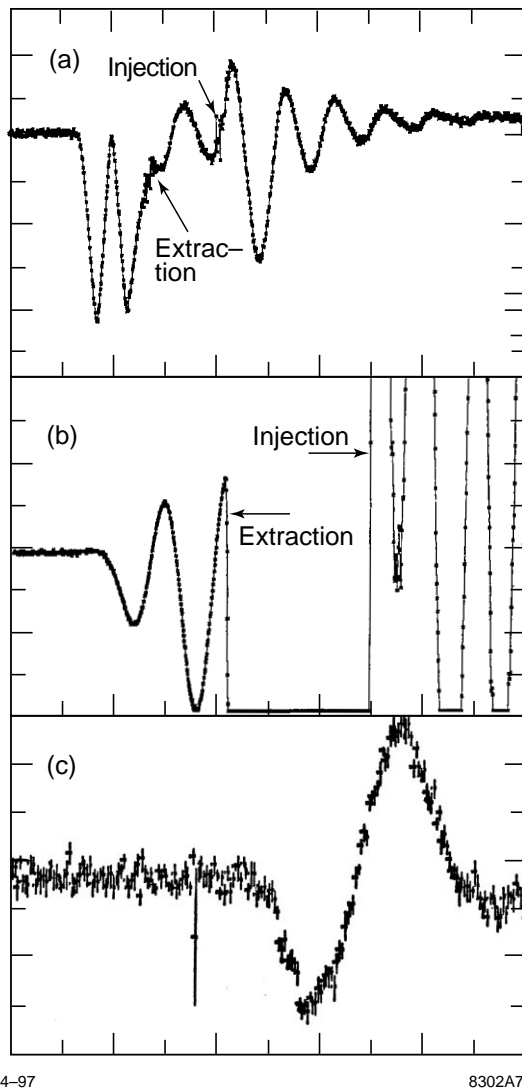 (a)
Injection
Extrac–
tion
(b)
Injection
Extraction
(c)
4–97
8302A7